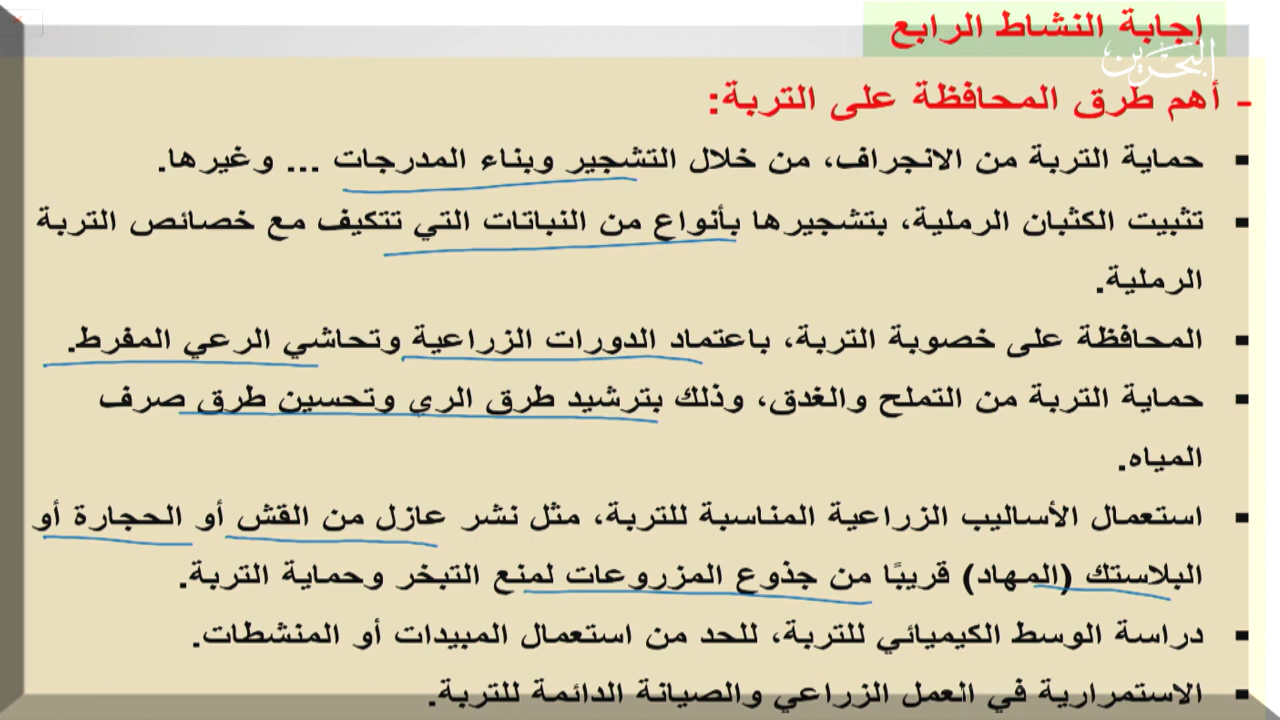 إجابة النشاط الرابع
البحرين
- أهم طرق المحافظة على التربة:
▪ حماية التربة من الانجراف، من خلال التشجير وبناء المدرجات ... وغيرها.
▪ تثبيت الكثبان الرملية، بتشجيرها بأنواع من النباتات التي تتكيف مع خصائص التربة
الرملية.
▪ المحافظة على خصوبة التربة، باعتماد الدورات الزراعية وتحاشي الرعي المفرط.
▪ حماية التربة من التملح والغدق، وذلك بترشيد طرق الري وتحسين طرق صرف
المياه.
▪ استعمال الأساليب الزراعية المناسبة للتربة، مثل نشر عازل من القش أو الحجارة أو
البلاستك (المهاد) قريبًا من جذوع المزروعات لمنع التبخر وحماية التربة.
▪ دراسة الوسط الكيميائي للتربة، للحد من استعمال المبيدات أو المنشطات.
▪ الاستمرارية في العمل الزراعي والصيانة الدائمة للتربة.